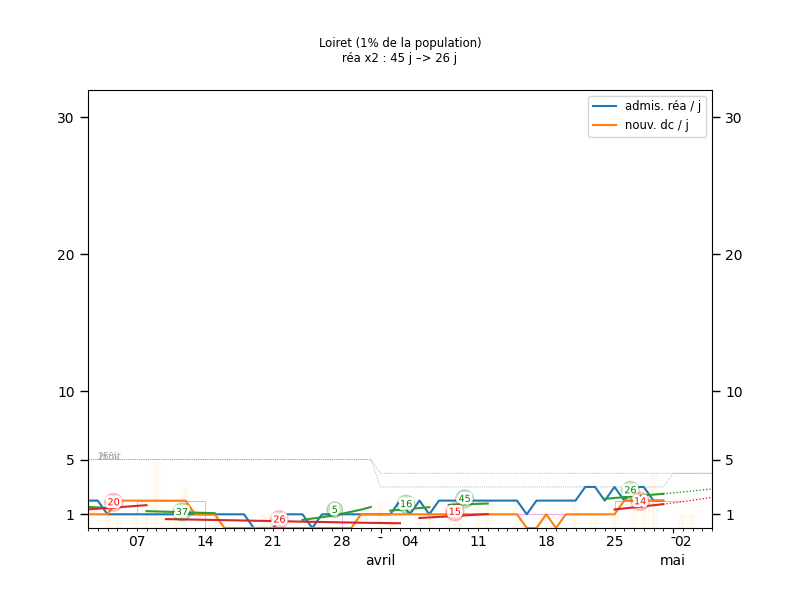 Loiret (1% de la population)
réa x2 : 45 j –> 26 j
admis. réa / j
nouv. dc / j
30 30
20 20
10 10
5 5
1 1
20 37 26 5 16 45 15 26 14
07 14 21 28 - 04 11 18 25 -02
avril mai